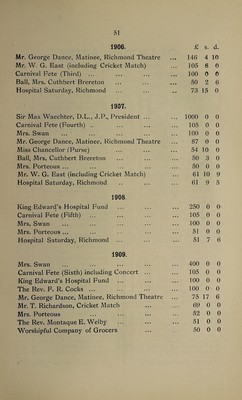 51
1906. £ s. d.
Mr. George Dance, Matinee, Richmond Theatre ... 146 4 10
Mr. W. G. East (including Cricket Match) 105 8 0
Carnival Fete (Third) ... ... ... ... 100 0 0
Ball, Mrs. Cuthbert Brereton ... ... 50 2 6
Hospital Saturday, Richmond ... ... 73 15 0
1907.
Sir Max Waechter, D.L., J.P., President ... ... 1000 0 0
Carnival Fete (Fourth) .. ... ... ... 105 0 0
Mrs. Swan ... ... ... ... 100 0 0
Mr. George Dance, Matinee, Richmond Theatre 87 0 0
Miss Chancellor (Purse) ... ... ... 54 10 0
Ball, Mrs. Cuthbert Brereton ... ... 50 3 0
Mrs. Porteous ... ... ... ... 50 0 0
Mr. W. G. East (including Cricket Match) 61 10 9
Hospital Saturday, Richmond .. ... ... 61 9 5
1908.
King Edward's Hospital Fund ... ... 250 0 0
Carnival Fete (Fifth) ... ... ... ... 105 0 0
Mrs. Swan ... ... ... ... 100 0 0
Mrs. Porteous ... ... ... ... 51 0 0
Hospital Saturday, Richmond ... ... 51 7 6
1909.
Mrs. Swan ... ... ... ... 400 0 0
Carnival Fete (Sixth) including Concert ... ... 105 0 0
King Edward's Hospital Fund ... ... 100 0 0
The Rev. F. R. Cocks ... ... ... ... 100 0 0
Mr. George Dance, Matinee, Richmond Theatre ... 75 17 6
Mr. T. Richardson, Cricket Match ... 69 0 0
Mrs. Porteous ... ... ... 52 0 0
The Rev. Montaque E. Welby ... ... 51 0 0
Worshipful Company of Grocers ... 50 0 0